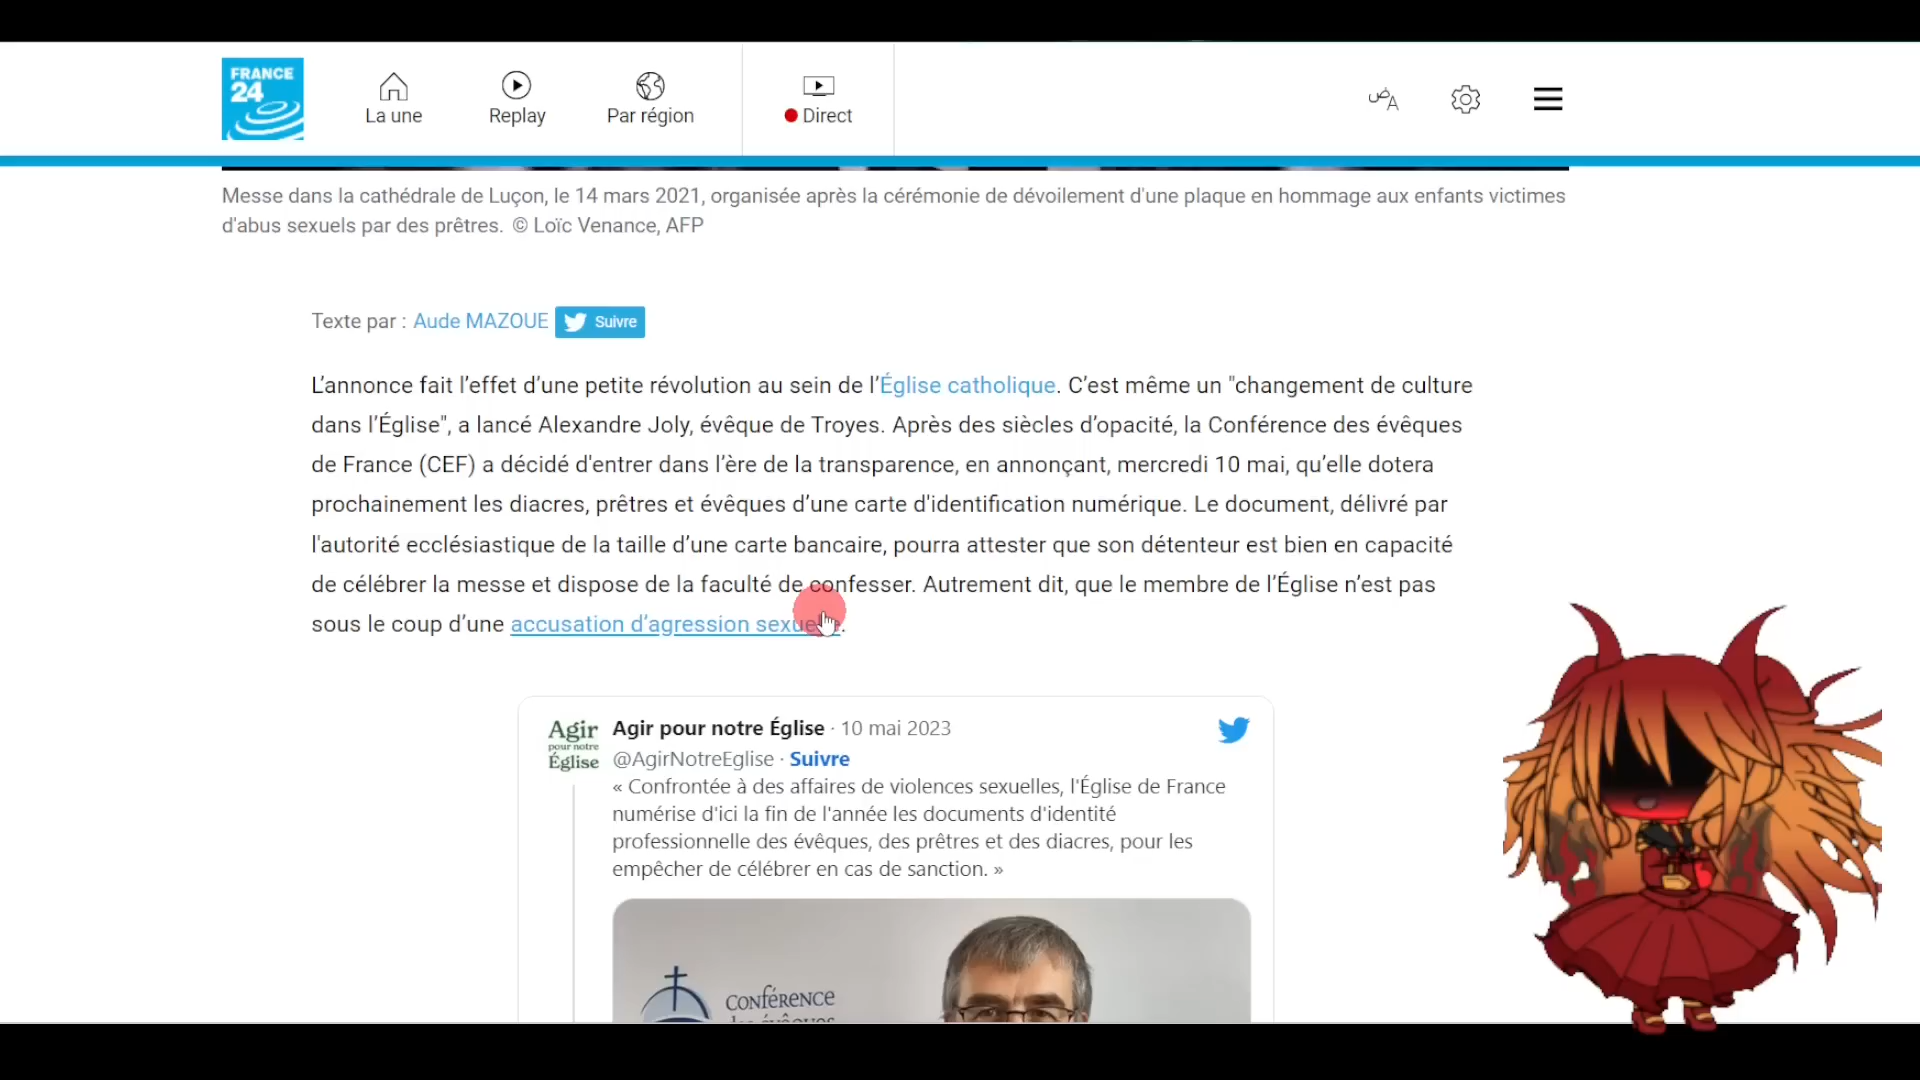 FRANCE
24
La une
Replay
Par région
Direct
Messe dans la cathédrale de Luçon, le 14 mars 2021, organisée après la cérémonie de dévoilement d'une plaque en hommage aux enfants victimes
d'abus sexuels par des prêtres. © Loïc Venance, AFP
Texte par : Aude MAZOUE Suivre
L’annonce fait l’effet d’une petite révolution au sein de l’Église catholique. C’est même un "changement de culture
dans l’Église", a lancé Alexandre Joly, évêque de Troyes. Après des siècles d’opacité, la Conférence des évêques
de France (CEF) a décidé d'entrer dans l’ère de la transparence, en annonçant, mercredi 10 mai, qu’elle dotera
prochainement les diacres, prêtres et évêques d’une carte d'identification numérique. Le document, délivré par
l'autorité ecclésiastique de la taille d’une carte bancaire, pourra attester que son détenteur est bien en capacité
de célébrer la messe et dispose de la faculté de confesser. Autrement dit, que le membre de l’Église n’est pas
sous le coup d’une accusation d’agression
Agir pour notre Église · 10 mai 2023
Agir
pour notre
Église
@AgirNotreEglise · Suivre
« Confrontée à des affaires de violences sexuelles, l'Église de France
numérise d'ici la fin de l'année les documents d'identité
professionnelle des évêques, des prêtres et des diacres, pour les
empêcher de célébrer en cas de sanction. »
Conférence